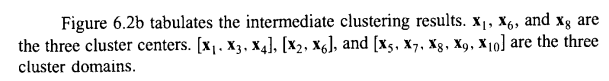 Figure 6.2b tabulates the intermediate clustering results. x₁, x₆, and x₈ are
the three cluster centers. [x₁. x₃, x₄], [x₂, x₆], and [x₅, x₇, x₈, x₉, x₁₀] are the three
cluster domains.